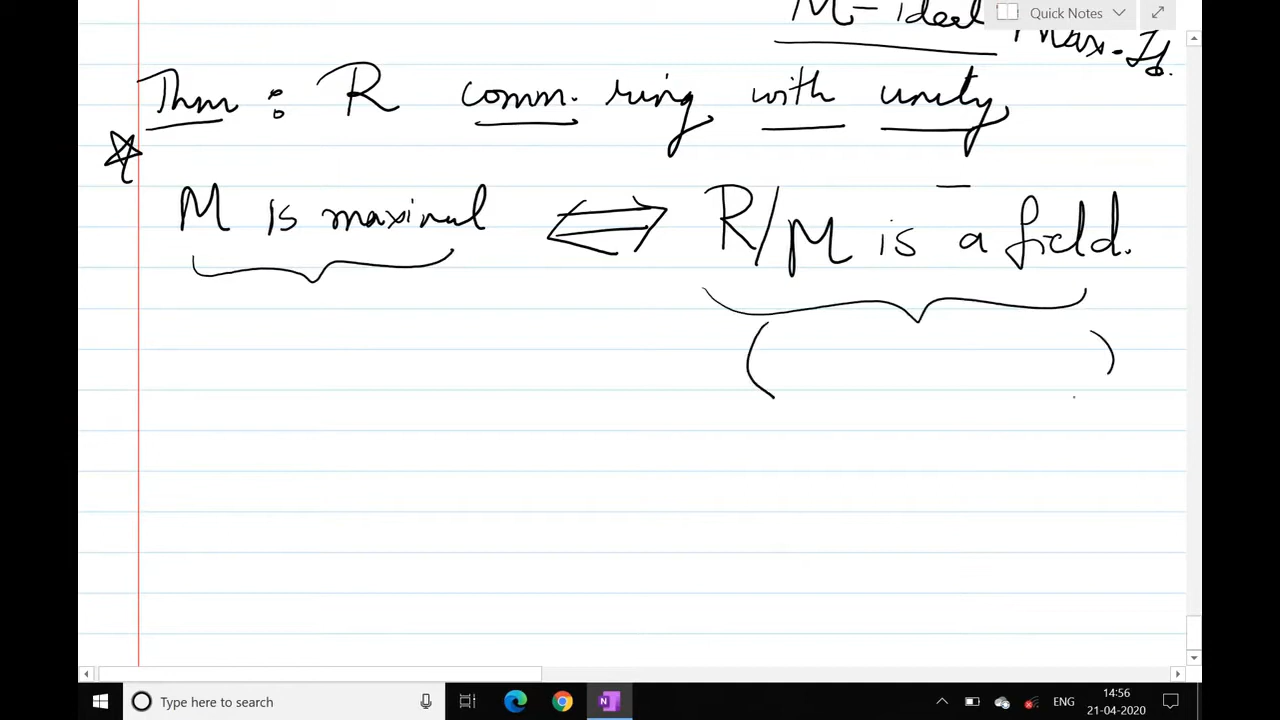 M - ideal
Quick Notes
Max. Id.
Thm : R comm. ring with unity,
M is maximal ⟺ R/M is a field.
( )
Type here to search
ENG
14:56
21-04-2020